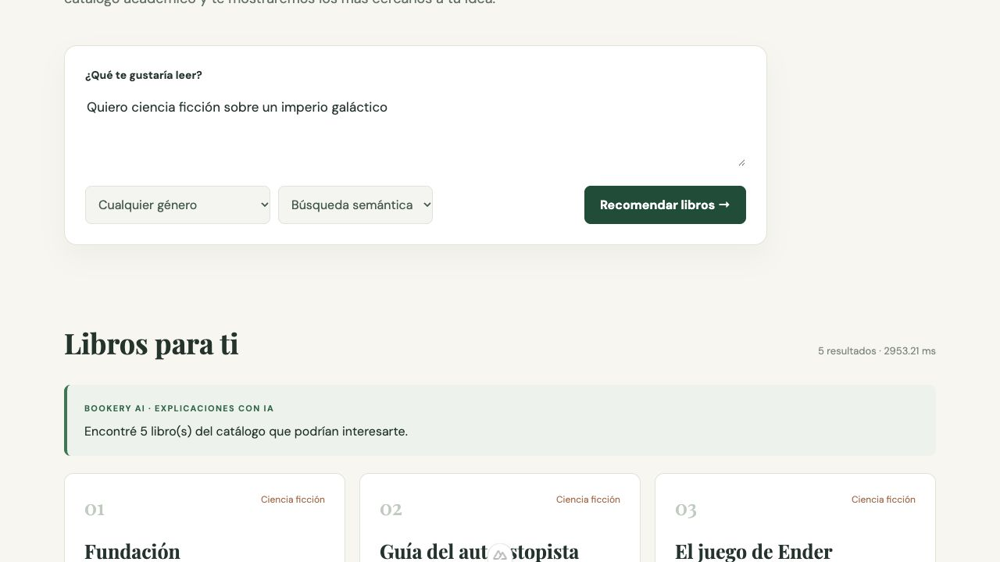 catálogo académico y te mostraremos los más cercanos a tu idea.
¿Qué te gustaría leer?
Quiero ciencia ficción sobre un imperio galáctico
Cualquier género
Búsqueda semántica
Recomendar libros →
Libros para ti
5 resultados · 2953.21 ms
BOOKERY AI · EXPLICACIONES CON IA
Encontré 5 libro(s) del catálogo que podrían interesarte.
01
Ciencia ficción
Fundación
02
Ciencia ficción
Guía del autoestopista
03
Ciencia ficción
El juego de Ender